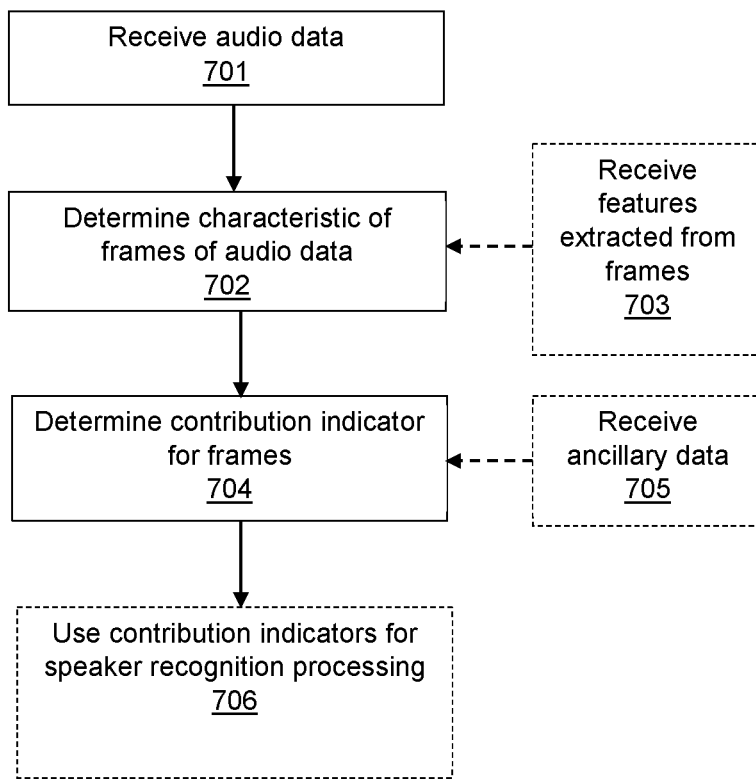 Receive audio data
701
Determine characteristic of
frames of audio data
702
Receive
features
extracted from
frames
703
Determine contribution indicator
for frames
704
Receive
ancillary data
705
Use contribution indicators for
speaker recognition processing
706